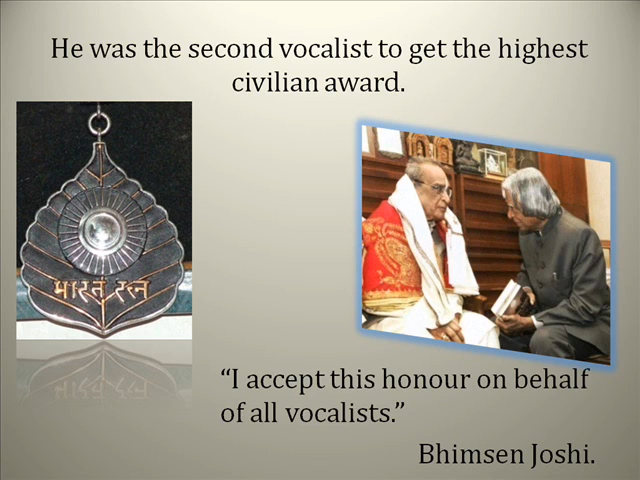 He was the second vocalist to get the highest
civilian award.
भारत रत्न
“I accept this honour on behalf
of all vocalists.”
Bhimsen Joshi.